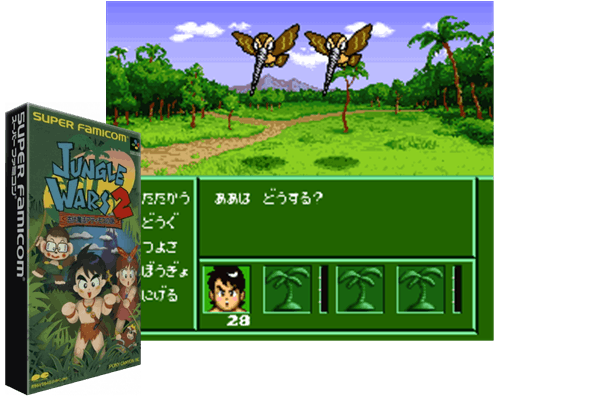 SUPER FAMICOM
SUPER FAMICOM
スーパーファミコン
JUNGLE
WARS 2
たたかう
どうぐ
つよさ
ぼうぎょ
にげる
ああは どうする?
28